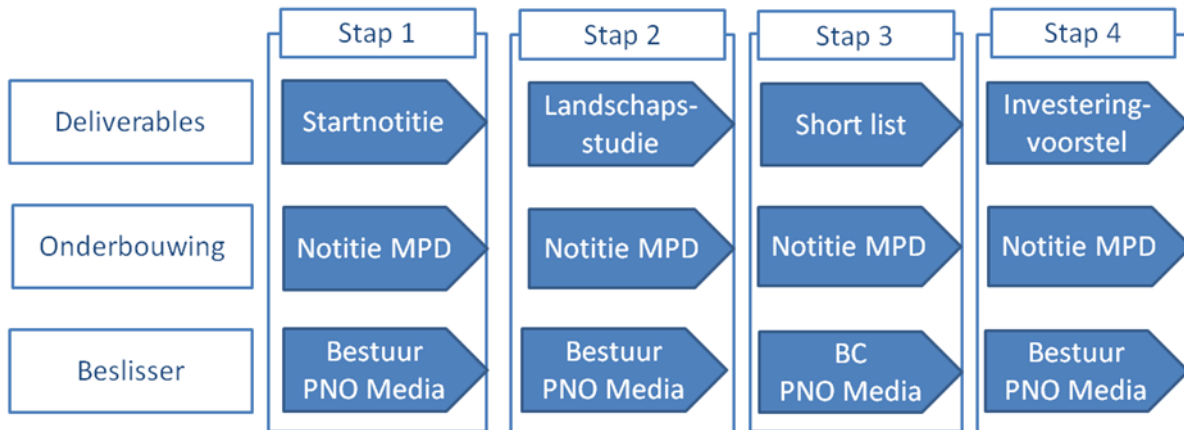 Stap 1
Stap 2
Stap 3
Stap 4
Deliverables
Startnotitie
Landschaps-
studie
Short list
Investering-
voorstel
Onderbouwing
Notitie MPD
Notitie MPD
Notitie MPD
Notitie MPD
Beslisser
Bestuur
PNO Media
Bestuur
PNO Media
BC
PNO Media
Bestuur
PNO Media